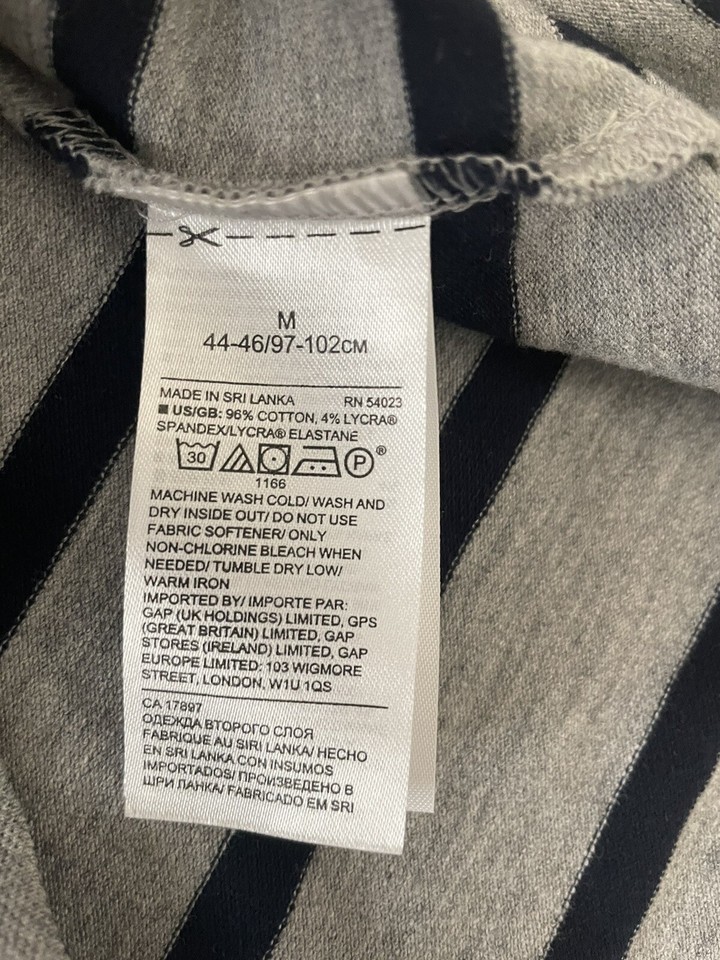 M
44-46/97-102CM
MADE IN SRI LANKA RN 54023
US/GB: 96% COTTON, 4% LYCRA®
SPANDEX/LYCRA® ELASTANE
30 P ®
1166
MACHINE WASH COLD/ WASH AND
DRY INSIDE OUT/ DO NOT USE
FABRIC SOFTENER/ ONLY
NON-CHLORINE BLEACH WHEN
NEEDED/ TUMBLE DRY LOW/
WARM IRON
IMPORTED BY/ IMPORTE PAR:
GAP (UK HOLDINGS) LIMITED, GPS
(GREAT BRITAIN) LIMITED, GAP
STORES (IRELAND) LIMITED, GAP
EUROPE LIMITED: 103 WIGMORE
STREET, LONDON, W1U 1QS
CA 17897
ОДЕЖДА ВТОРОГО СЛОЯ
FABRIQUE AU SIRI LANKA/ HECHO
EN SRI LANKA CON INSUMOS
IMPORTADOS/ ПРОИЗВЕДЕНО В
ШРИ ЛАНКА/ FABRICADO EM SRI